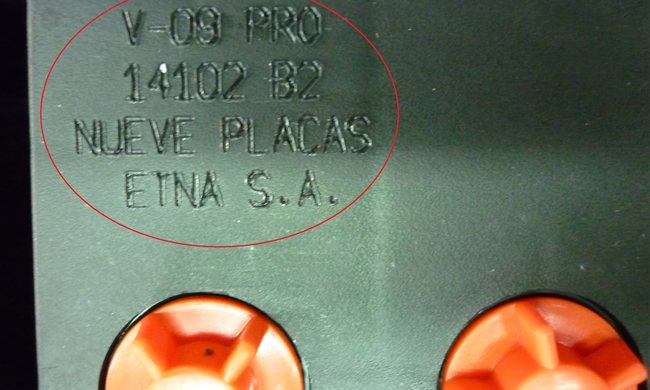 V-09 PRO
14102 B2
NUEVE PLACAS
ETNA S.A.